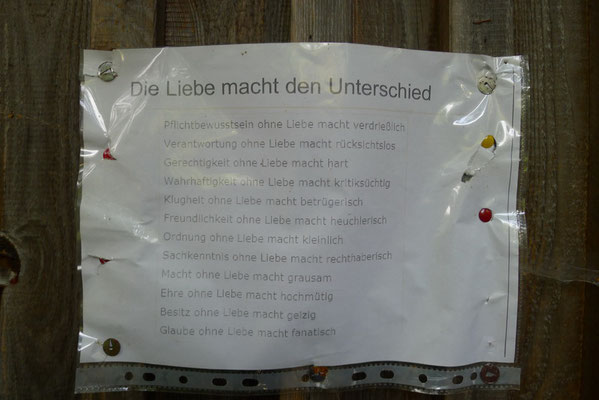 Die Liebe macht den Unterschied
Pflichtbewusstsein ohne Liebe macht verdrießlich
Verantwortung ohne Liebe macht rücksichtslos
Gerechtigkeit ohne Liebe macht hart
Wahrhaftigkeit ohne Liebe macht kritiksüchtig
Klugheit ohne Liebe macht betrügerisch
Freundlichkeit ohne Liebe macht heuchlerisch
Ordnung ohne Liebe macht kleinlich
Sachkenntnis ohne Liebe macht rechthaberisch
Macht ohne Liebe macht grausam
Ehre ohne Liebe macht hochmütig
Besitz ohne Liebe macht geizig
Glaube ohne Liebe macht fanatisch